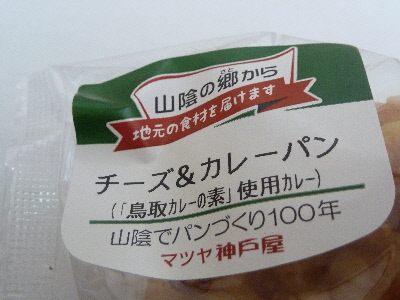 山陰の郷から
さと
地元の食材を届けます
チーズ&カレーパン
(「鳥取カレーの素」使用カレー)
山陰でパンづくり100年
マツヤ神戸屋